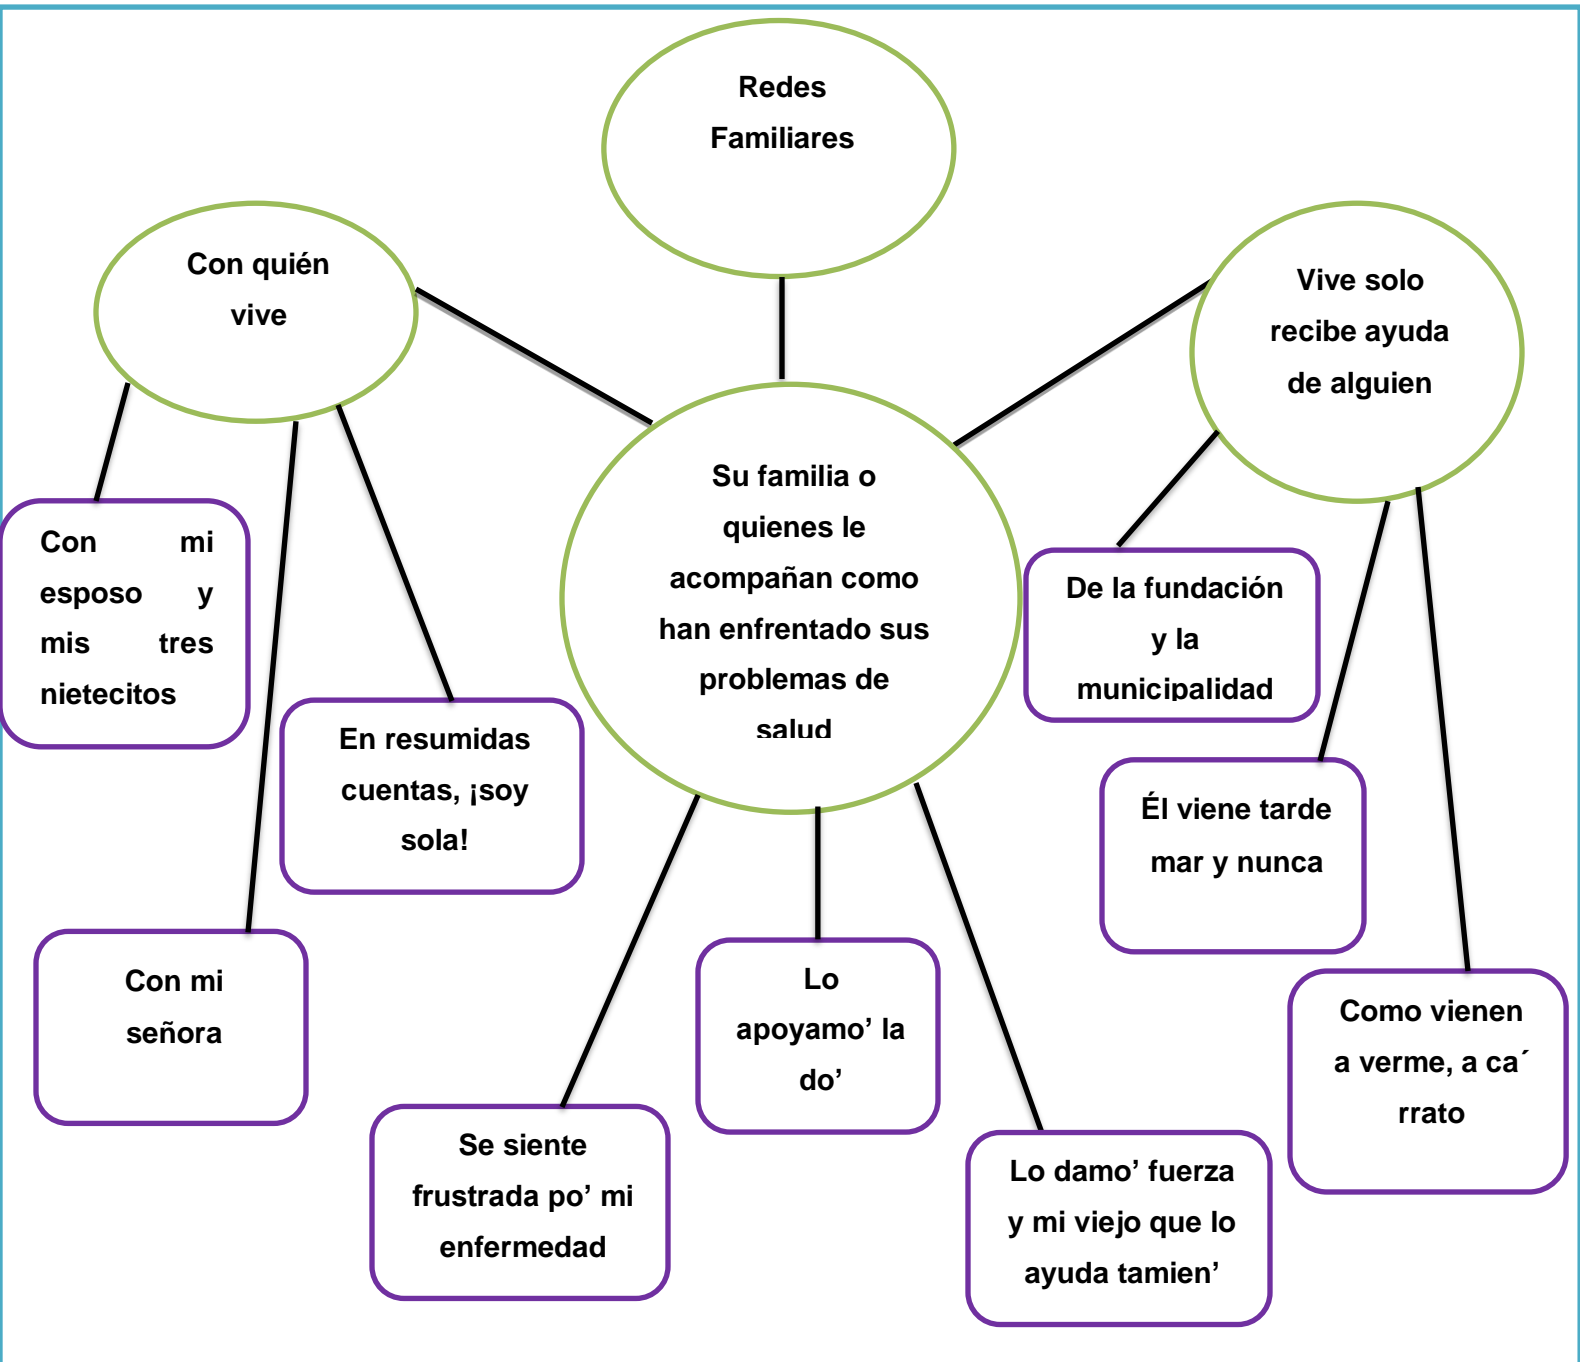 Redes
Familiares
Con quién
vive
Vive solo
recibe ayuda
de alguien
Su familia o
quienes le
acompañan como
han enfrentado sus
problemas de
salud
Con mi
esposo y
mis tres
nietecitos
En resumidas
cuentas, ¡soy
sola!
Con mi
señora
De la fundación
y la
municipalidad
Él viene tarde
mar y nunca
Como vienen
a verme, a ca´
rrato
Se siente
frustrada po’ mi
enfermedad
Lo
apoyamo’ la
do’
Lo damo’ fuerza
y mi viejo que lo
ayuda tamien’